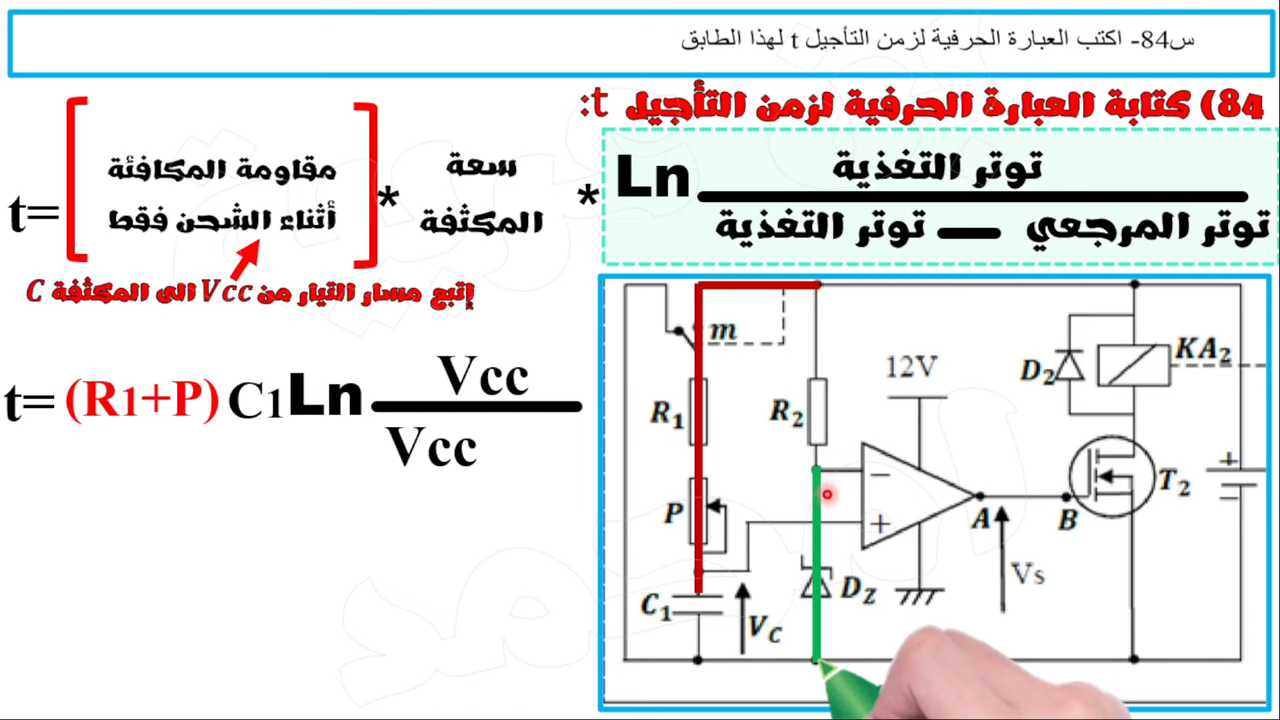 س84- اكتب العبارة الحرفية لزمن التأجيل t لهذا الطابق
84) كتابة العبارة الحرفية لزمن التأجيل t:
t= [ مقاومة المكافئة أثناء الشحن فقط ] * سعة المكثفة * Ln توتر التغذية
توتر التغذية — توتر المرجعي
إتبع مسار التيار من Vcc الى المكثفة C
t= (R1+P) C1 Ln Vcc
Vcc
m
12V
D2
KA2
R1
R2
P
−
+
A
B
T2
+
C1
VC
DZ
Vs